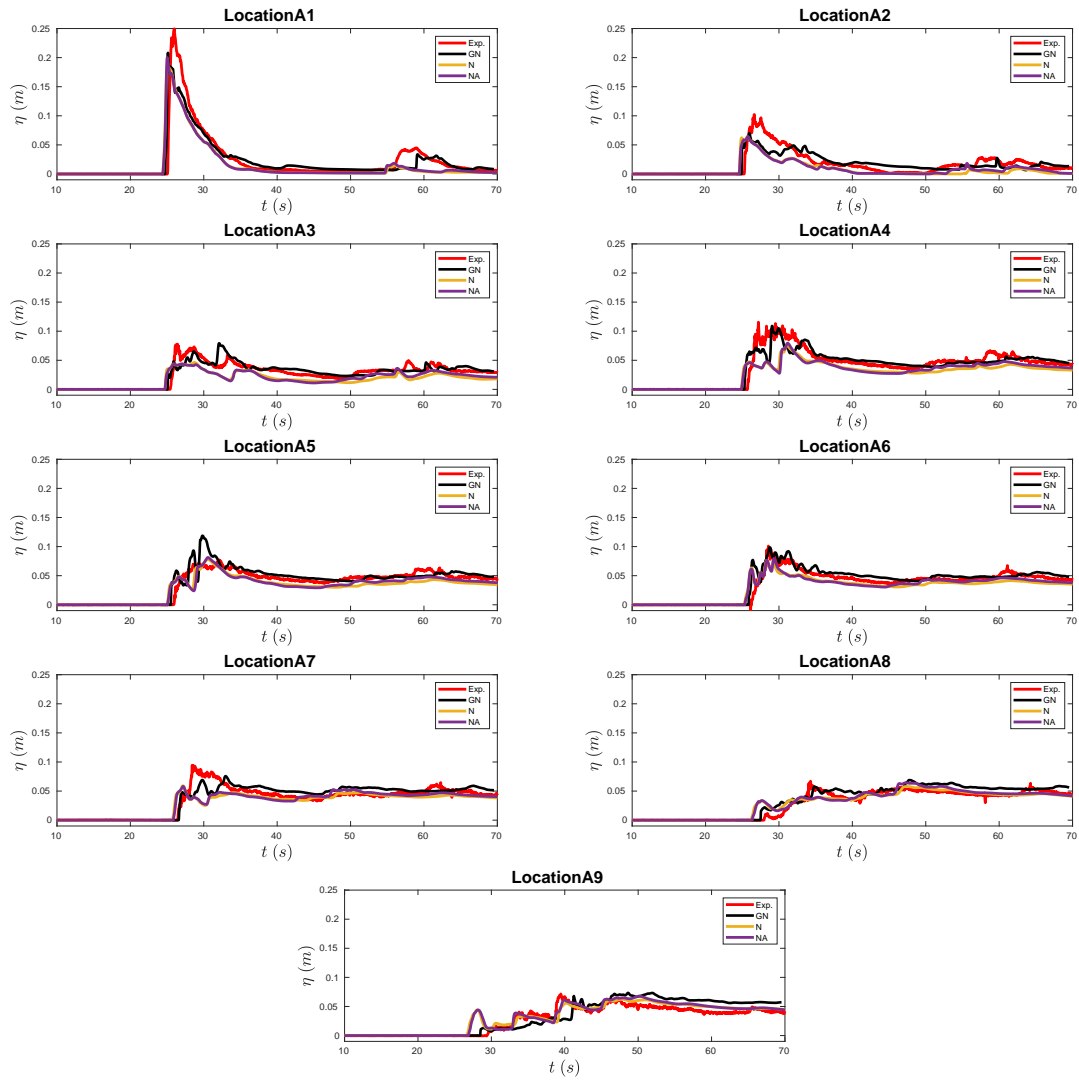 LocationA1
LocationA2
0.25
0.2
0.15
0.1
0.05
0
η (m)
Exp.
GN
N
NA
10 20 30 40 50 60 70
t (s)
0.25
0.2
0.15
0.1
0.05
0
η (m)
Exp.
GN
N
NA
10 20 30 40 50 60 70
t (s)
LocationA3
LocationA4
0.25
0.2
0.15
0.1
0.05
0
η (m)
Exp.
GN
N
NA
10 20 30 40 50 60 70
t (s)
0.25
0.2
0.15
0.1
0.05
0
η (m)
Exp.
GN
N
NA
10 20 30 40 50 60 70
t (s)
LocationA5
LocationA6
0.25
0.2
0.15
0.1
0.05
0
η (m)
Exp.
GN
N
NA
10 20 30 40 50 60 70
t (s)
0.25
0.2
0.15
0.1
0.05
0
η (m)
Exp.
GN
N
NA
10 20 30 40 50 60 70
t (s)
LocationA7
LocationA8
0.25
0.2
0.15
0.1
0.05
0
η (m)
Exp.
GN
N
NA
10 20 30 40 50 60 70
t (s)
0.25
0.2
0.15
0.1
0.05
0
η (m)
Exp.
GN
N
NA
10 20 30 40 50 60 70
t (s)
LocationA9
0.25
0.2
0.15
0.1
0.05
0
η (m)
Exp.
GN
N
NA
10 20 30 40 50 60 70
t (s)